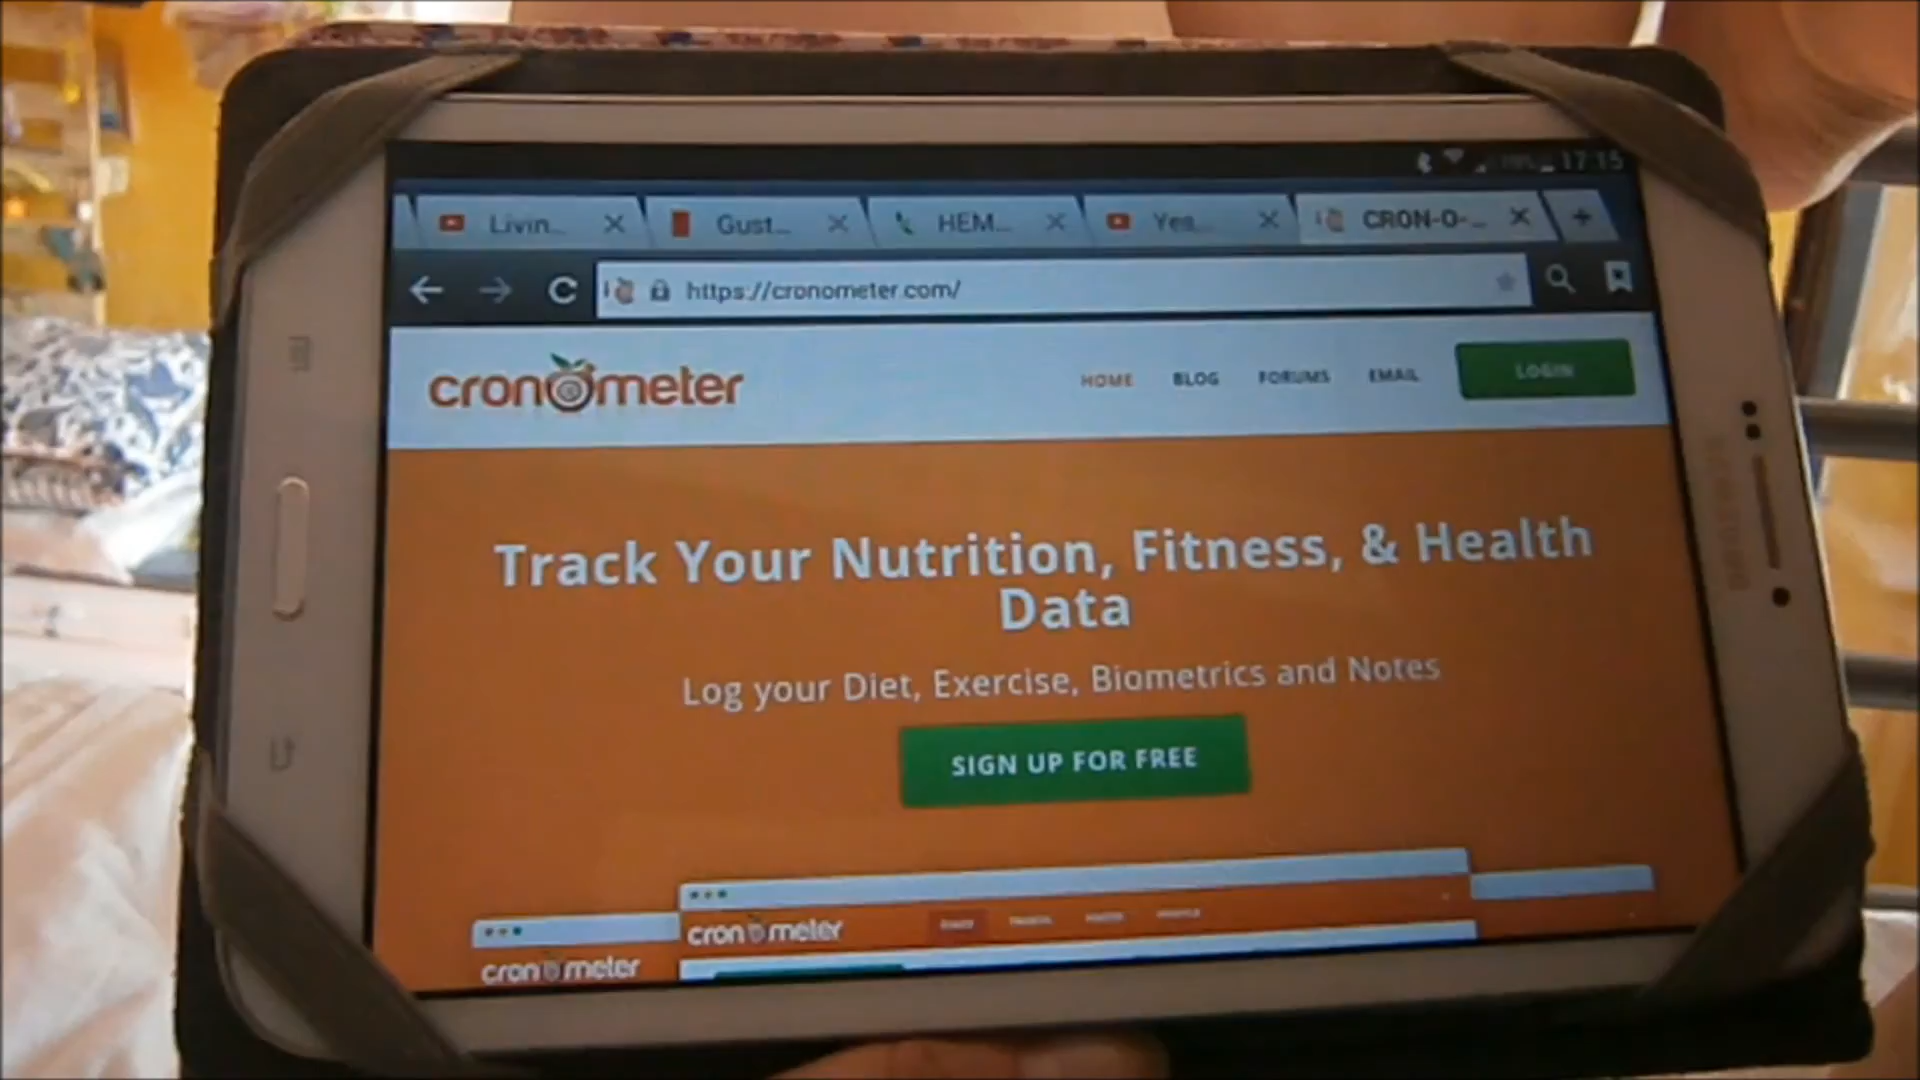 17:15
Livin...
Gust...
HEM...
Yes...
CRON-O-...
https://cronometer.com/
cronometer
HOME
BLOG
FORUMS
EMAIL
LOGIN
Track Your Nutrition, Fitness, & Health
Data
Log your Diet, Exercise, Biometrics and Notes
SIGN UP FOR FREE
cronometer
cronometer
SAMSUNG